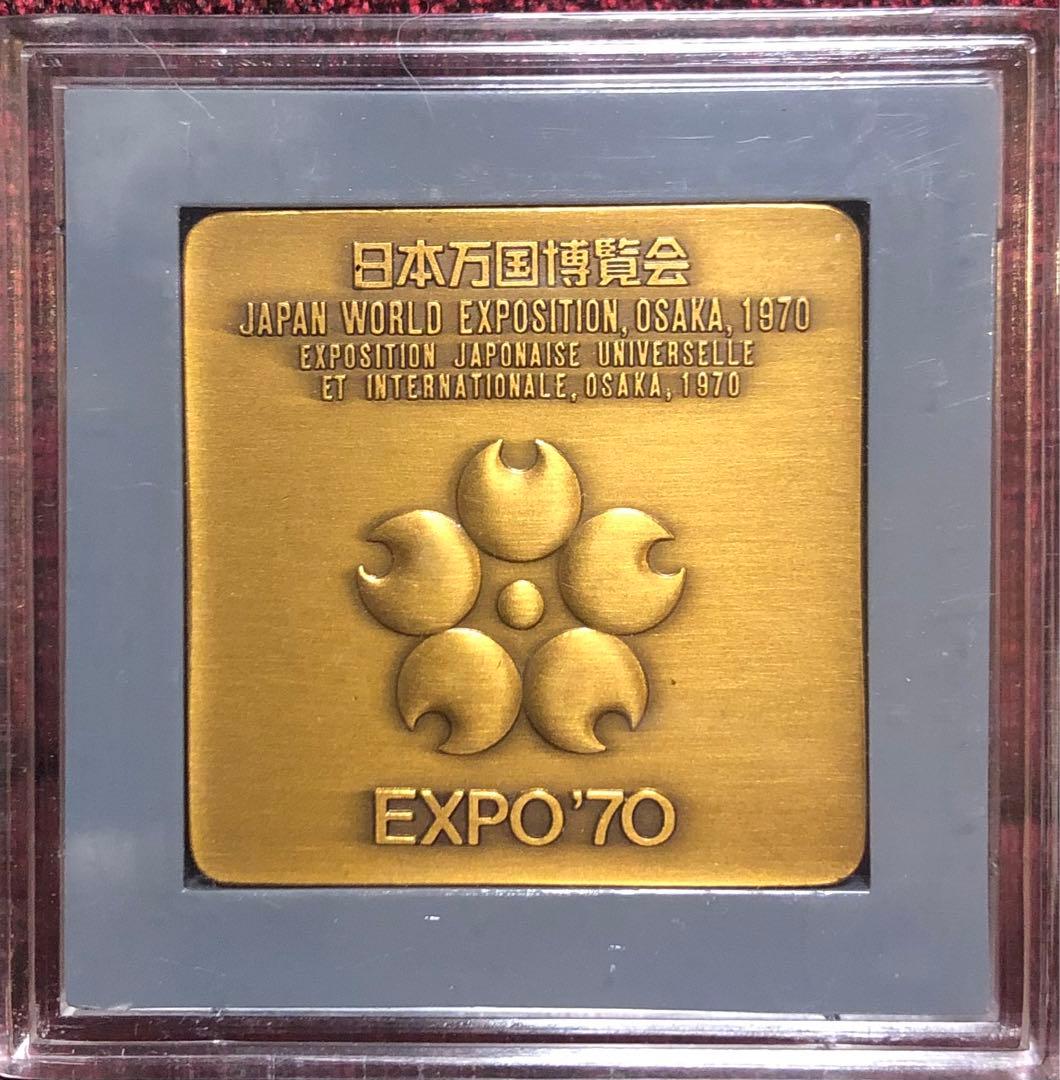 日本万国博覧会
JAPAN WORLD EXPOSITION, OSAKA, 1970
EXPOSITION JAPONAISE UNIVERSELLE
ET INTERNATIONALE, OSAKA, 1970
EXPO'70